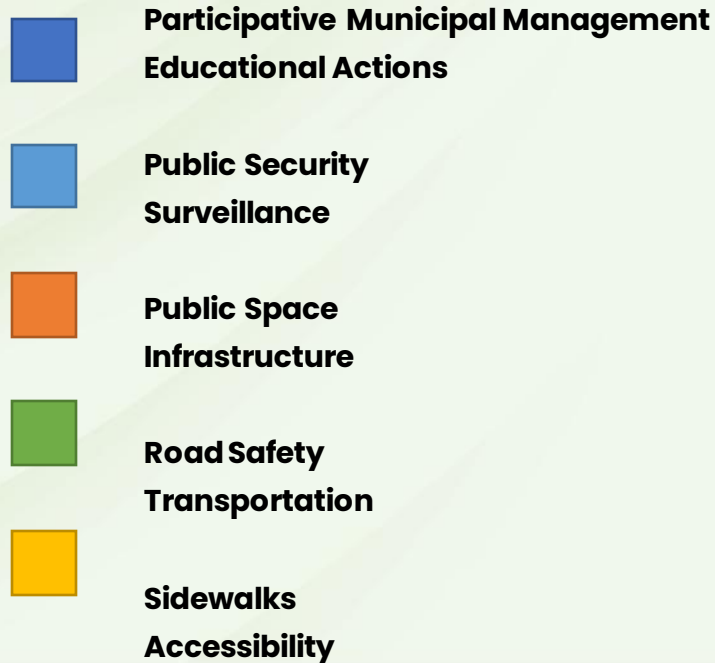 Participative Municipal Management
Educational Actions
Public Security
Surveillance
Public Space
Infrastructure
Road Safety
Transportation
Sidewalks
Accessibility